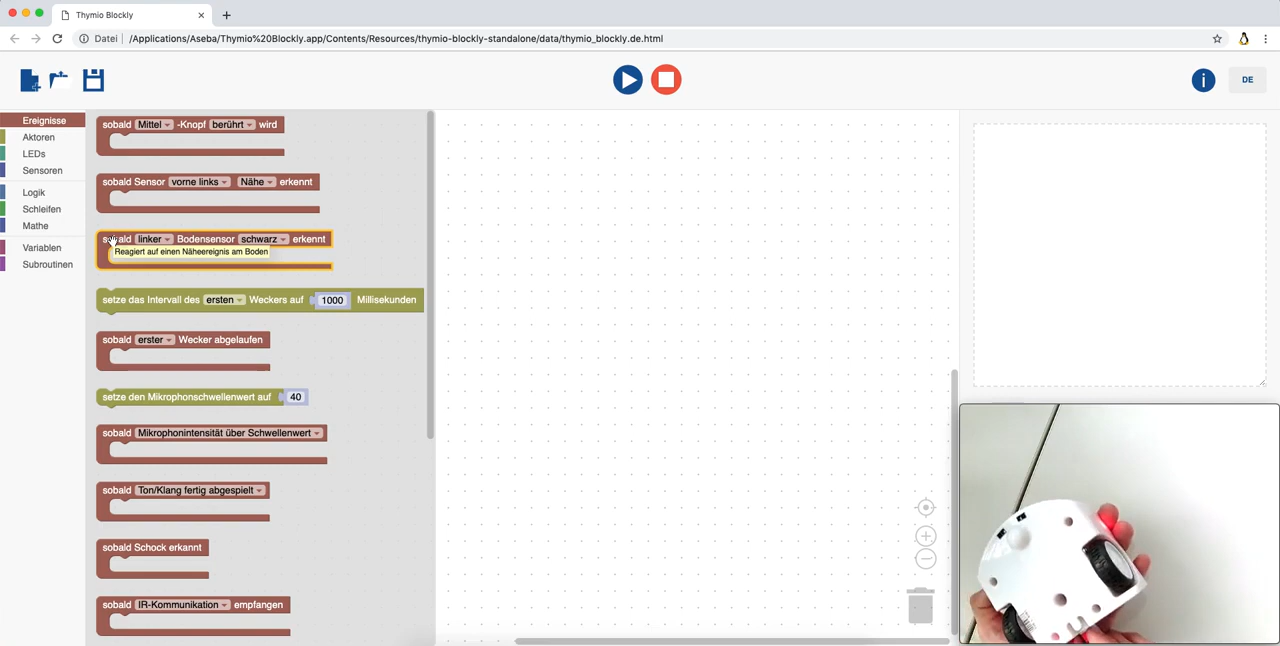 Thymio Blockly
Datei
/Applications/Aseba/Thymio%20Blockly.app/Contents/Resources/thymio-blockly-standalone/data/thymio_blockly.de.html
DE
Ereignisse
Aktoren
LEDs
Sensoren
Logik
Schleifen
Mathe
Variablen
Subroutinen
sobald Mittel -Knopf berührt wird
sobald Sensor vorne links Nähe erkennt
sobald linker Bodensensor schwarz erkennt
Reagiert auf einen Näheereignis am Boden
setze das Intervall des ersten Weckers auf 1000 Millisekunden
sobald erster Wecker abgelaufen
setze den Mikrophonschwellenwert auf 40
sobald Mikrophonintensität über Schwellenwert
sobald Ton/Klang fertig abgespielt
sobald Schock erkannt
sobald IR-Kommunikation empfangen